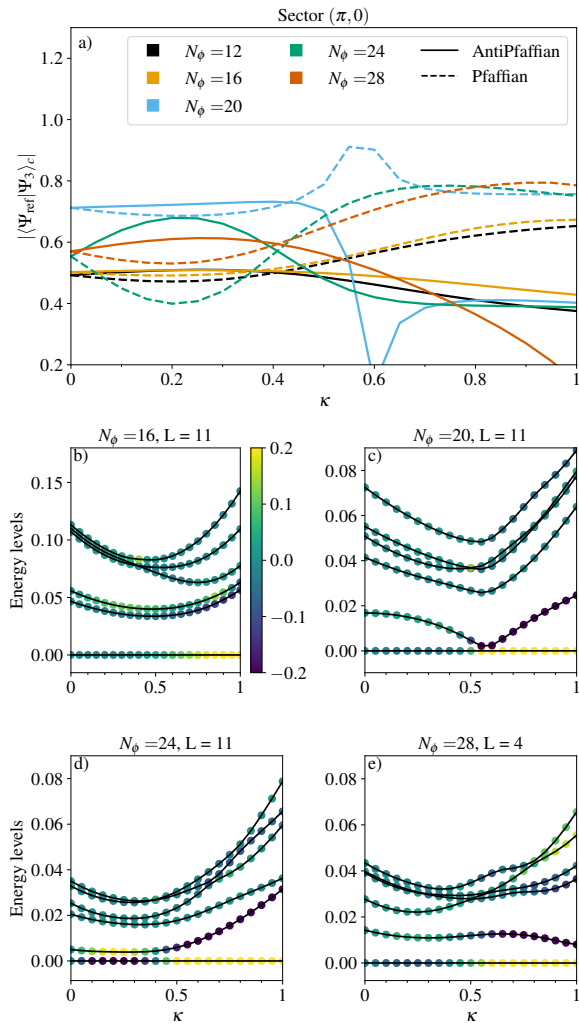 Sector (π, 0)
a)
N_ϕ =12
N_ϕ =16
N_ϕ =20
N_ϕ =24
N_ϕ =28
AntiPfaffian
Pfaffian
|⟨Ψ_ref|Ψ_3⟩_c|
1.2
1.0
0.8
0.6
0.4
0.2
0 0.2 0.4 0.6 0.8 1
κ
N_ϕ =16, L = 11
b)
Energy levels
0.15
0.10
0.05
0.00
0 0.5 1
0.2
0.1
0.0
−0.1
−0.2
N_ϕ =20, L = 11
c)
0.08
0.06
0.04
0.02
0.00
0 0.5 1
N_ϕ =24, L = 11
d)
Energy levels
0.08
0.06
0.04
0.02
0.00
0 0.5 1
κ
N_ϕ =28, L = 4
e)
0.08
0.06
0.04
0.02
0.00
0 0.5 1
κ